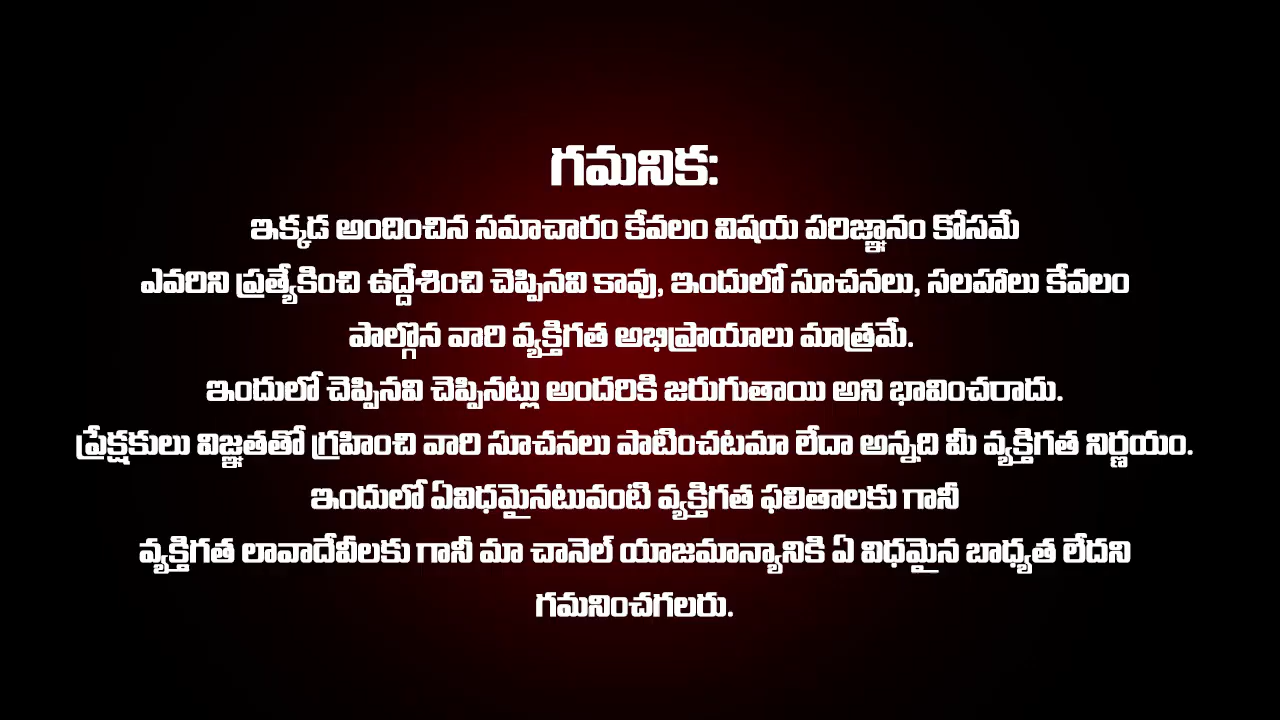 గమనిక:
ఇక్కడ అందించిన సమాచారం కేవలం విషయ పరిజ్ఞానం కోసమే
ఎవరిని ప్రత్యేకించి ఉద్దేశించి చెప్పినవి కావు, ఇందులో సూచనలు, సలహాలు కేవలం
పాల్గొన వారి వ్యక్తిగత అభిప్రాయాలు మాత్రమే.
ఇందులో చెప్పినవి చెప్పినట్లు అందరికి జరుగుతాయి అని భావించరాదు.
ప్రేక్షకులు విజ్ఞతతో గ్రహించి వారి సూచనలు పాటించటమా లేదా అన్నది మీ వ్యక్తిగత నిర్ణయం.
ఇందులో ఏవిధమైనటువంటి వ్యక్తిగత ఫలితాలకు గానీ
వ్యక్తిగత లావాదేవీలకు గానీ మా చానెల్ యాజమాన్యానికి ఏ విధమైన బాధ్యత లేదని
గమనించగలరు.